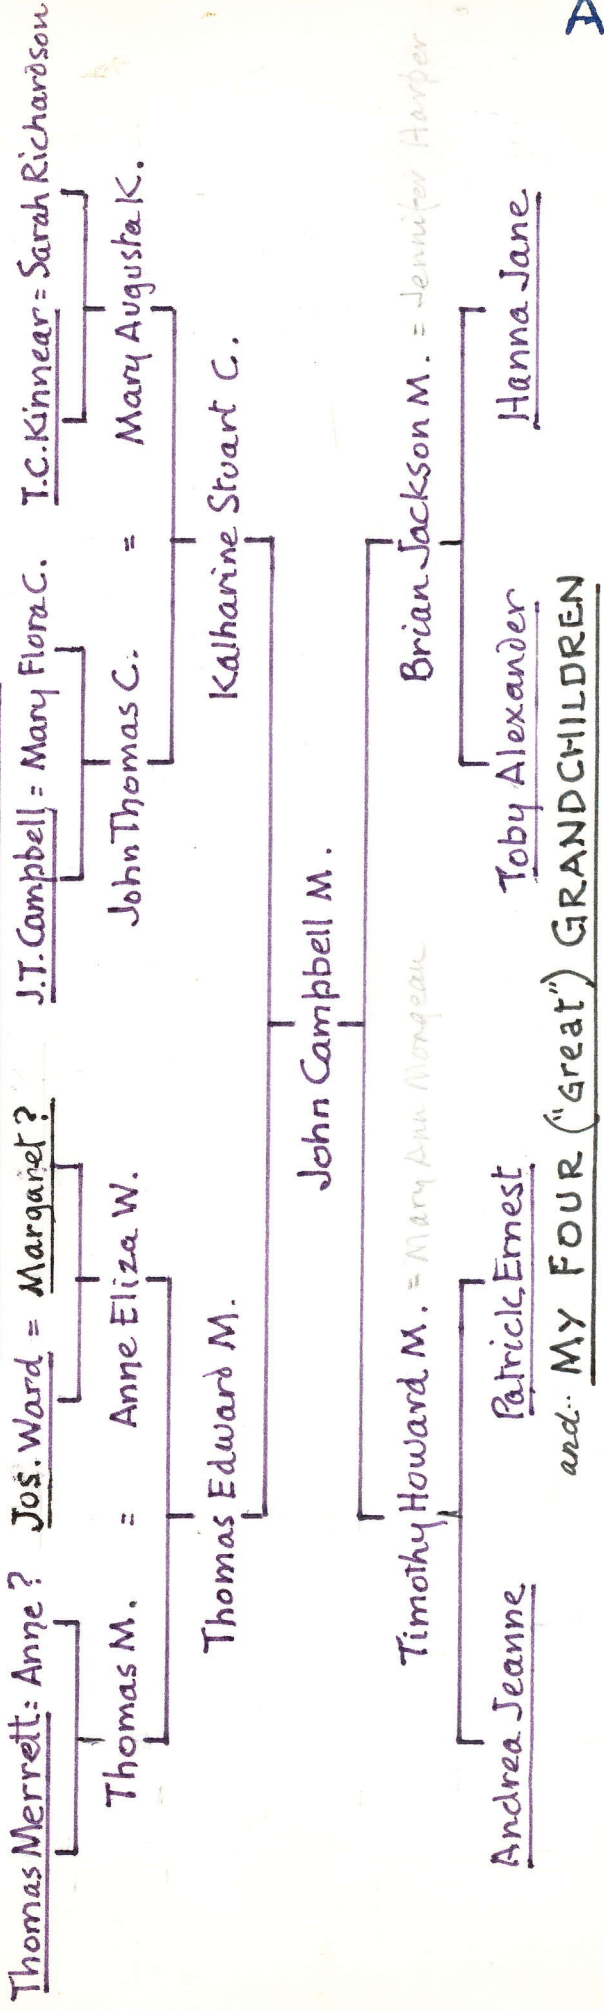 Thomas Merrett = Anne ? Jos. Ward = Margaret ? J.T. Campbell = Mary Flora C. T.C. Kinnear = Sarah Richardson
Thomas M. = Anne Eliza W. John Thomas C. = Mary Augusta K.
Thomas Edward M. Katharine Stuart C.
John Campbell M.
Timothy Howard M. = Mary Ann Mongeau Brian Jackson M. = Jennifer Harper
Andrea Jeanne Patrick Ernest Toby Alexander Hanna Jane
and.. MY FOUR ("Great") GRANDCHILDREN
A